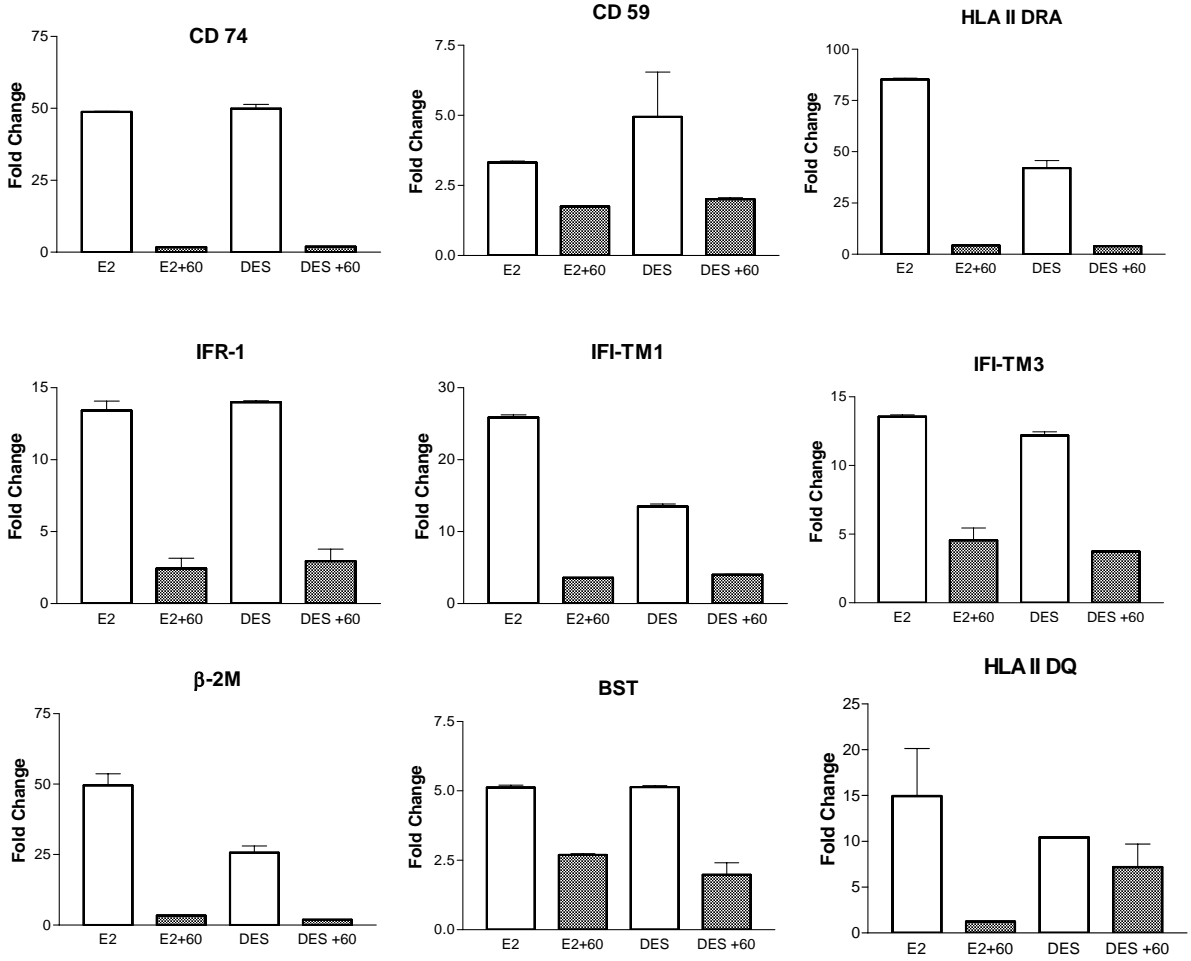 CD 74
Fold Change
75
50
25
0
E2 E2+60 DES DES +60
CD 59
Fold Change
7.5
5.0
2.5
0.0
E2 E2+60 DES DES +60
HLA II DRA
Fold Change
100
75
50
25
0
E2 E2+60 DES DES +60
IFR-1
Fold Change
15
10
5
0
E2 E2+60 DES DES +60
IFI-TM1
Fold Change
30
20
10
0
E2 E2+60 DES DES +60
IFI-TM3
Fold Change
15
10
5
0
E2 E2+60 DES DES +60
β-2M
Fold Change
75
50
25
0
E2 E2+60 DES DES +60
BST
Fold Change
7.5
5.0
2.5
0.0
E2 E2+60 DES DES +60
HLA II DQ
Fold Change
25
20
15
10
5
0
E2 E2+60 DES DES +60